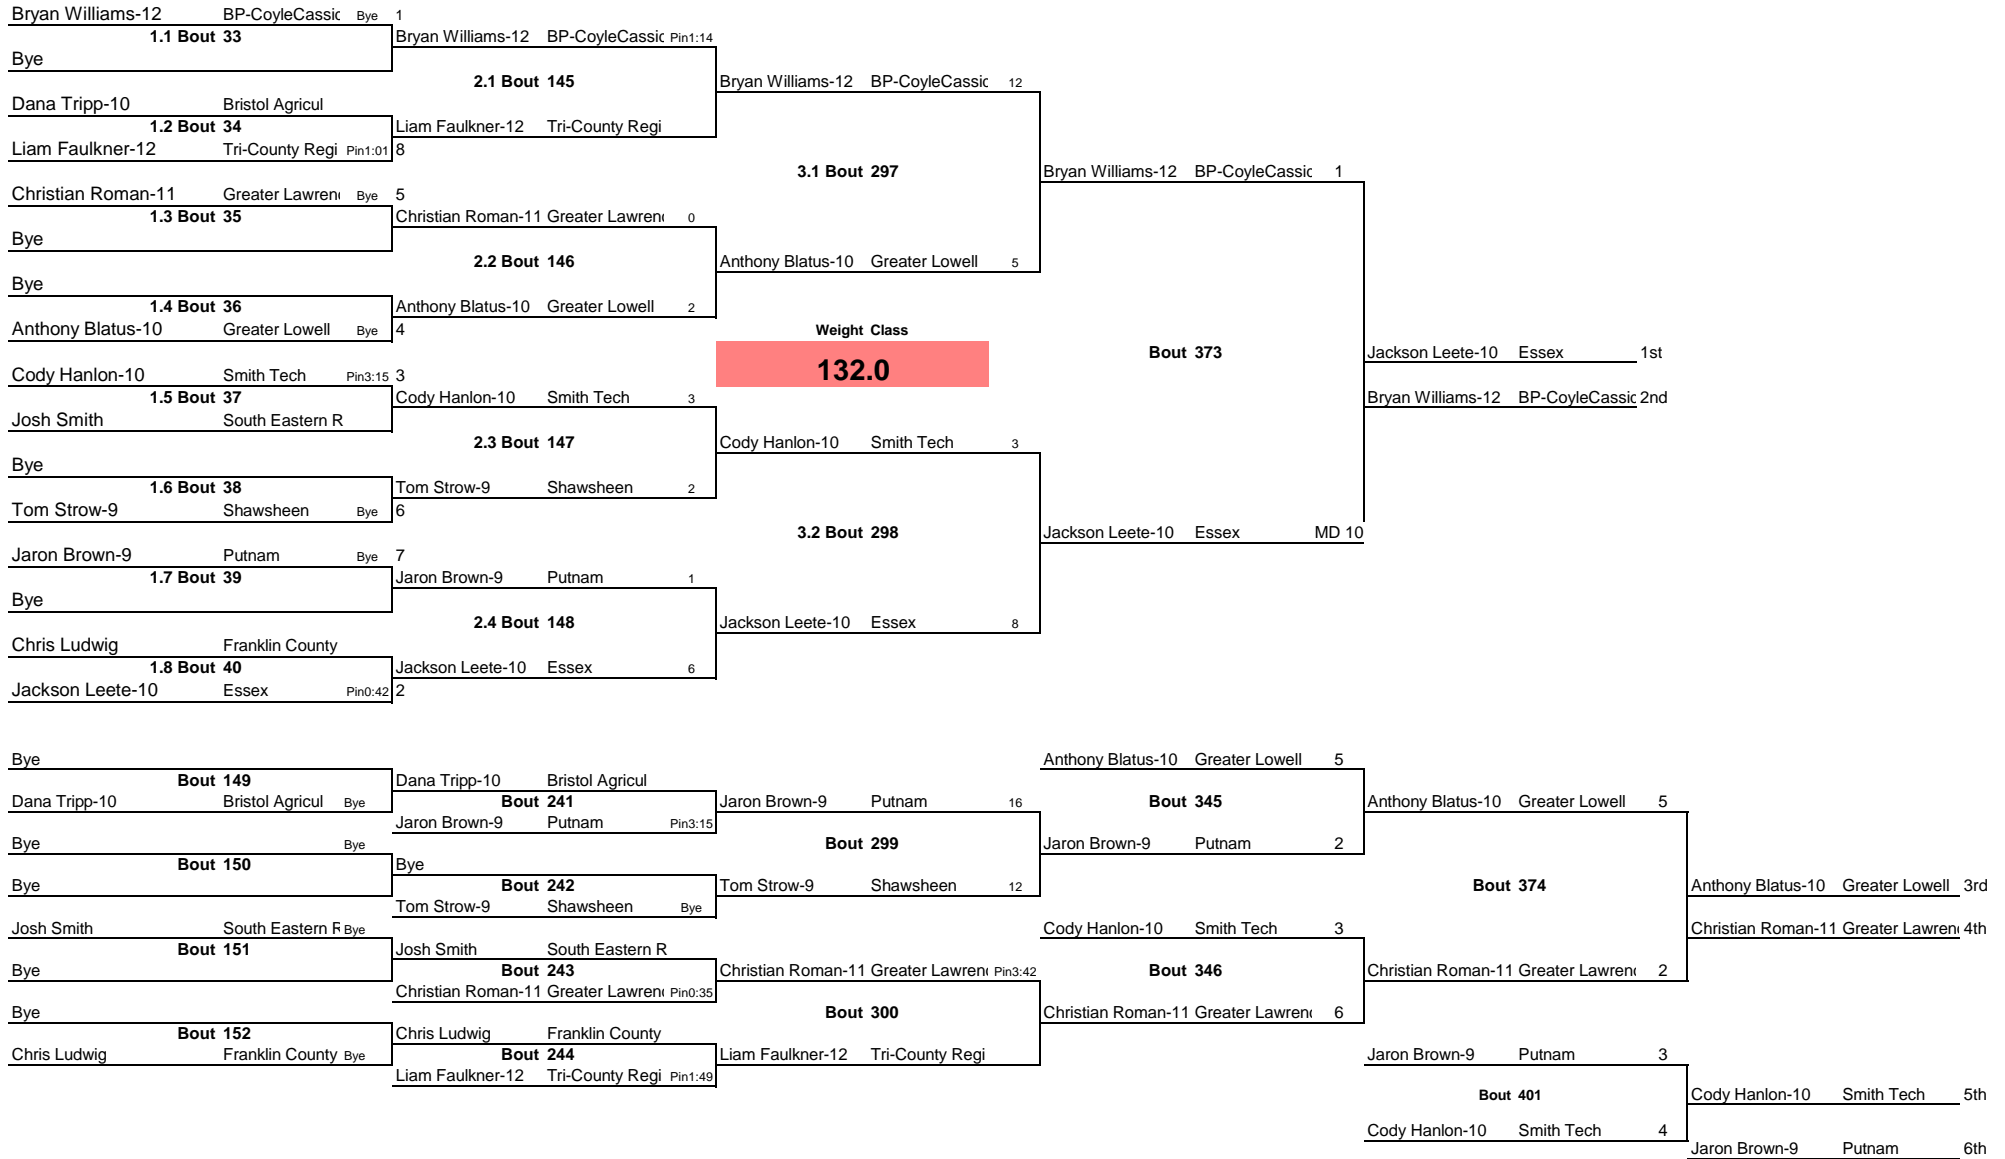 Bryan Williams-12 BP-CoyleCassic Bye 1
1.1 Bout 33 Bryan Williams-12 BP-CoyleCassic Pin1:14
Bye
2.1 Bout 145 Bryan Williams-12 BP-CoyleCassic 12
Dana Tripp-10 Bristol Agricul
1.2 Bout 34 Liam Faulkner-12 Tri-County Regi
Liam Faulkner-12 Tri-County Regi Pin1:01 8
3.1 Bout 297 Bryan Williams-12 BP-CoyleCassic 1
Christian Roman-11 Greater Lawrenc Bye 5
1.3 Bout 35 Christian Roman-11 Greater Lawrenc 0
Bye
2.2 Bout 146 Anthony Blatus-10 Greater Lowell 5
Bye
1.4 Bout 36 Anthony Blatus-10 Greater Lowell 2
Anthony Blatus-10 Greater Lowell Bye 4 Weight Class
Bout 373 Jackson Leete-10 Essex 1st
Cody Hanlon-10 Smith Tech Pin3:15 3 132.0
1.5 Bout 37 Cody Hanlon-10 Smith Tech 3 Bryan Williams-12 BP-CoyleCassic 2nd
Josh Smith South Eastern R
2.3 Bout 147 Cody Hanlon-10 Smith Tech 3
Bye
1.6 Bout 38 Tom Strow-9 Shawsheen 2
Tom Strow-9 Shawsheen Bye 6
3.2 Bout 298 Jackson Leete-10 Essex MD 10
Jaron Brown-9 Putnam Bye 7
1.7 Bout 39 Jaron Brown-9 Putnam 1
Bye
2.4 Bout 148 Jackson Leete-10 Essex 8
Chris Ludwig Franklin County
1.8 Bout 40 Jackson Leete-10 Essex 6
Jackson Leete-10 Essex Pin0:42 2
Bye Anthony Blatus-10 Greater Lowell 5
Bout 149 Dana Tripp-10 Bristol Agricul
Dana Tripp-10 Bristol Agricul Bye Bout 241 Jaron Brown-9 Putnam 16 Bout 345 Anthony Blatus-10 Greater Lowell 5
Jaron Brown-9 Putnam Pin3:15
Bye Bye Bout 299 Jaron Brown-9 Putnam 2
Bout 150 Bye
Bye Bout 242 Tom Strow-9 Shawsheen 12 Bout 374 Anthony Blatus-10 Greater Lowell 3rd
Tom Strow-9 Shawsheen Bye
Josh Smith South Eastern R Bye Cody Hanlon-10 Smith Tech 3 Christian Roman-11 Greater Lawrenc 4th
Bout 151 Josh Smith South Eastern R
Bye Bout 243 Christian Roman-11 Greater Lawrenc Pin3:42 Bout 346 Christian Roman-11 Greater Lawrenc 2
Christian Roman-11 Greater Lawrenc Pin0:35
Bye Bout 300 Christian Roman-11 Greater Lawrenc 6
Bout 152 Chris Ludwig Franklin County
Chris Ludwig Franklin County Bye Bout 244 Liam Faulkner-12 Tri-County Regi Jaron Brown-9 Putnam 3
Liam Faulkner-12 Tri-County Regi Pin1:49
Bout 401 Cody Hanlon-10 Smith Tech 5th
Cody Hanlon-10 Smith Tech 4
Jaron Brown-9 Putnam 6th